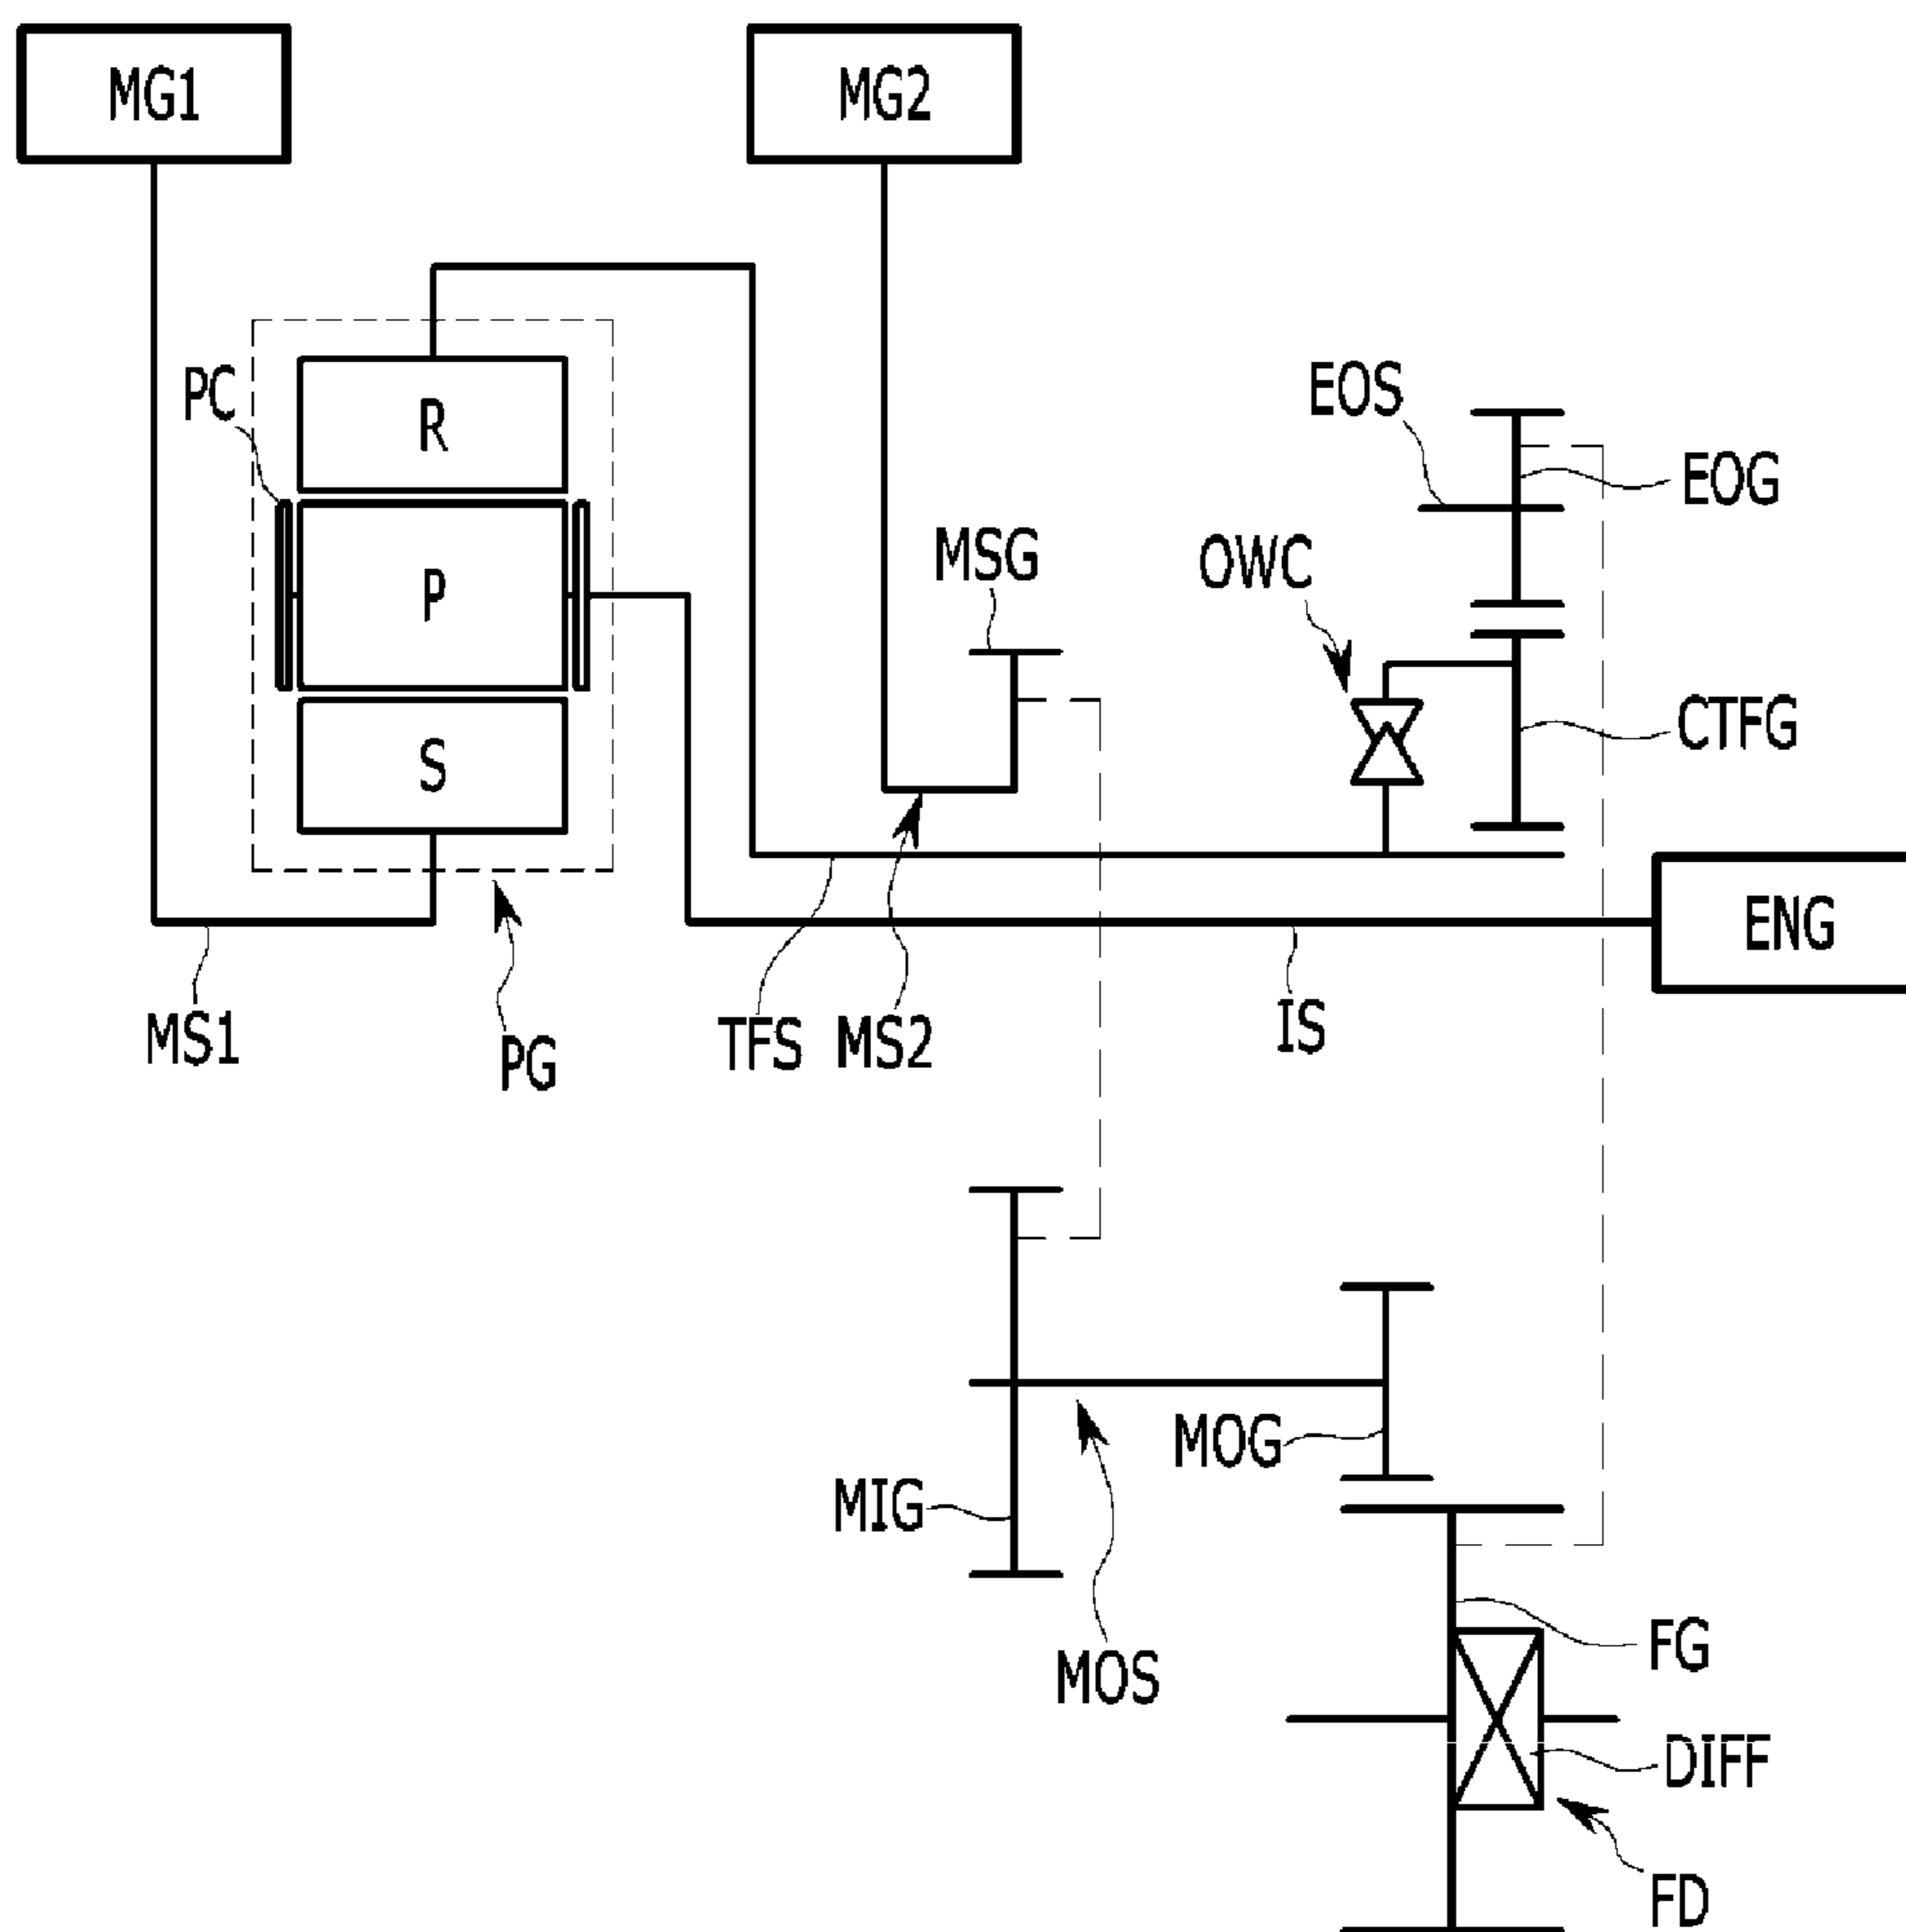 MG1
MG2
PC
R
EOS
EOG
P
MSG
OWC
S
CTFG
ENG
MS1
PG
TFS
MS2
IS
MOG
MIG
MOS
FG
DIFF
FD